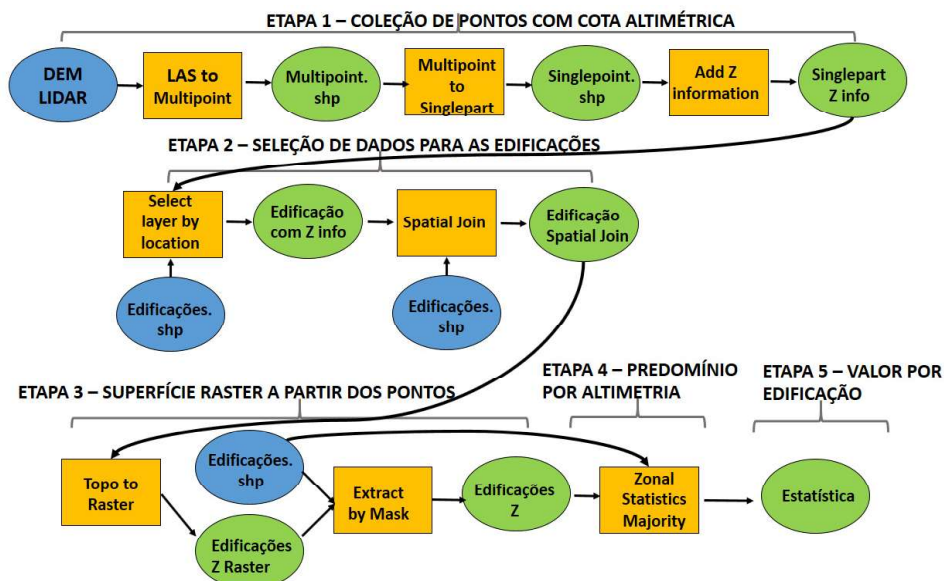 ETAPA 1 – COLEÇÃO DE PONTOS COM COTA ALTIMÉTRICA
DEM
LIDAR
LAS to
Multipoint
Multipoint.
shp
Multipoint
to
Singlepart
Singlepoint.
shp
Add Z
information
Singlepart
Z info
ETAPA 2 – SELEÇÃO DE DADOS PARA AS EDIFICAÇÕES
Select
layer by
location
Edificação
com Z info
Spatial Join
Edificação
Spatial Join
Edificações.
shp
Edificações.
shp
ETAPA 3 – SUPERFÍCIE RASTER A PARTIR DOS PONTOS
ETAPA 4 – PREDOMÍNIO
POR ALTIMETRIA
ETAPA 5 – VALOR POR
EDIFICAÇÃO
Topo to
Raster
Edificações.
shp
Edificações
Z Raster
Extract
by Mask
Edificações
Z
Zonal
Statistics
Majority
Estatística